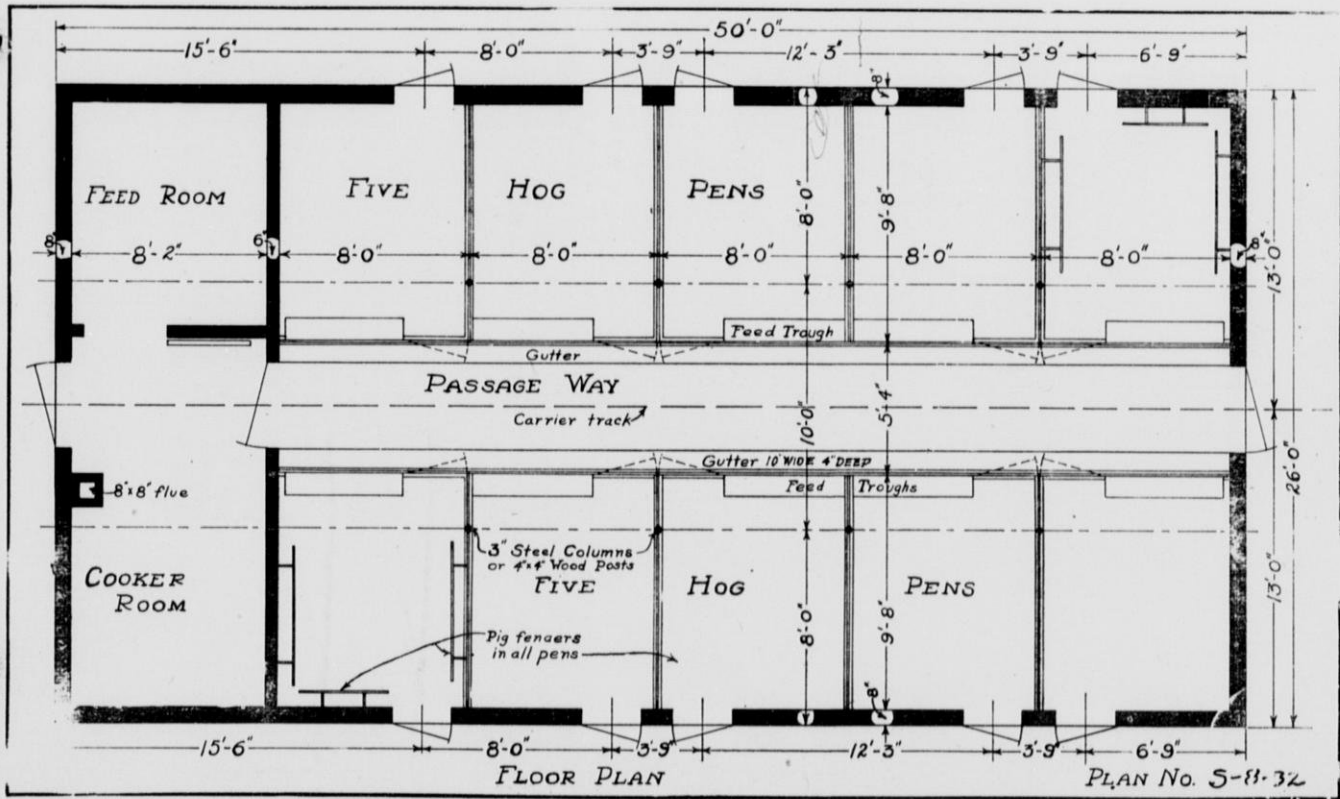 50'-0"
15'-6" 8'-0" 3'-9" 12'-3" 3'-9" 6'-9"
8"
FEED ROOM FIVE HOG PENS
8'-0" 9'-8"
8" 8'-2" 6" 8'-0" 8'-0" 8'-0" 8'-0" 8'-0" 8"
13'-0"
Feed Trough
Gutter
PASSAGE WAY
Carrier track
10'-0" 5'-4"
26'-0"
Gutter 10" WIDE 4" DEEP
8"x8" flue
Feed Troughs
3" Steel Columns
or 4"x4" Wood Posts
COOKER
ROOM
FIVE HOG PENS
13'-0"
8'-0" 9'-8"
Pig fenders
in all pens
8"
15'-6" 8'-0" 3'-9" 12'-3" 3'-9" 6'-9"
FLOOR PLAN
PLAN No. S-8-32